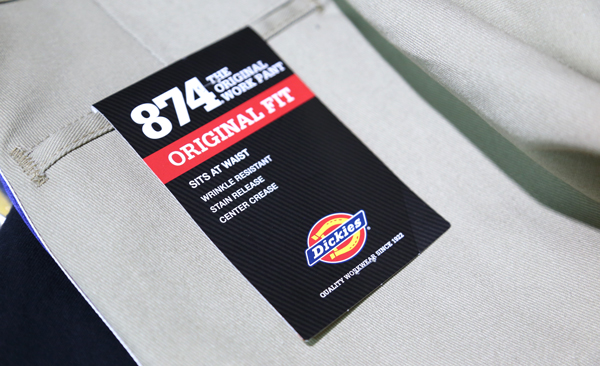 874 THE
ORIGINAL
WORK PANT
ORIGINAL FIT
SITS AT WAIST
WRINKLE RESISTANT
STAIN RELEASE
CENTER CREASE
Dickies
QUALITY WORKWEAR SINCE 1922